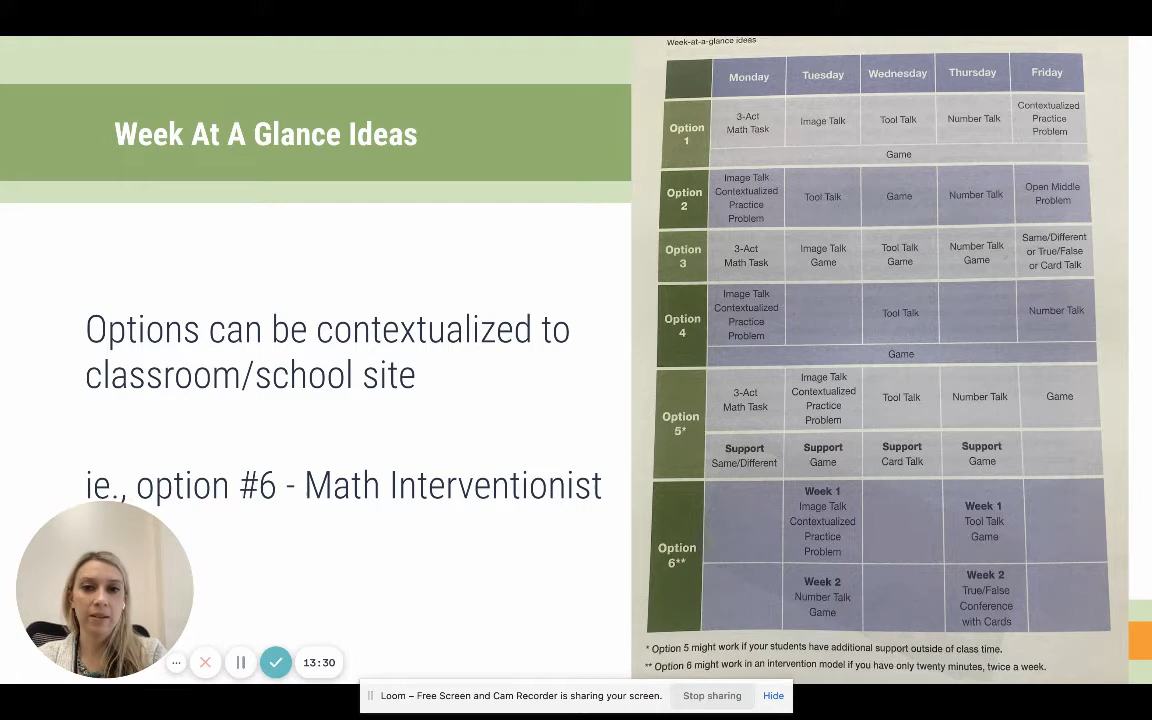 Week At A Glance Ideas
Options can be contextualized to
classroom/school site
ie., option #6 - Math Interventionist
...
13:30
Week-at-a-glance ideas
Monday
Tuesday
Wednesday
Thursday
Friday
Option
1
3-Act
Math Task
Image Talk
Tool Talk
Number Talk
Contextualized
Practice
Problem
Game
Option
2
Image Talk
Contextualized
Practice
Problem
Tool Talk
Game
Number Talk
Open Middle
Problem
Option
3
3-Act
Math Task
Image Talk
Game
Tool Talk
Game
Number Talk
Game
Same/Different
or True/False
or Card Talk
Option
4
Image Talk
Contextualized
Practice
Problem
Tool Talk
Number Talk
Game
Option
5*
3-Act
Math Task
Image Talk
Contextualized
Practice
Problem
Tool Talk
Number Talk
Game
Support
Same/Different
Support
Game
Support
Card Talk
Support
Game
Option
6**
Week 1
Image Talk
Contextualized
Practice
Problem
Week 1
Tool Talk
Game
Week 2
Number Talk
Game
Week 2
True/False
Conference
with Cards
* Option 5 might work if your students have additional support outside of class time.
** Option 6 might work in an intervention model if you have only twenty minutes, twice a week.
Loom – Free Screen and Cam Recorder is sharing your screen.
Stop sharing
Hide